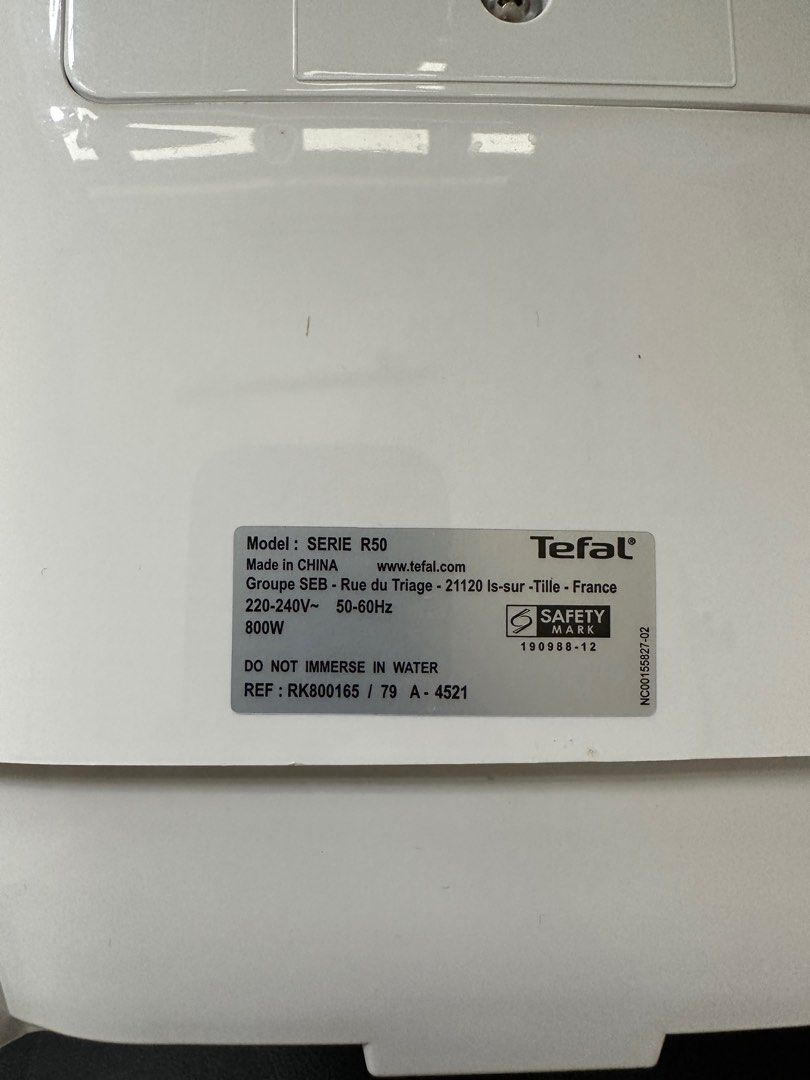 Model : SERIE R50
Tefal®
Made in CHINA www.tefal.com
Groupe SEB - Rue du Triage - 21120 Is-sur -Tille - France
220-240V~ 50-60Hz
800W
SAFETY
MARK
190988-12
DO NOT IMMERSE IN WATER
REF : RK800165 / 79 A - 4521
NC00155827-02